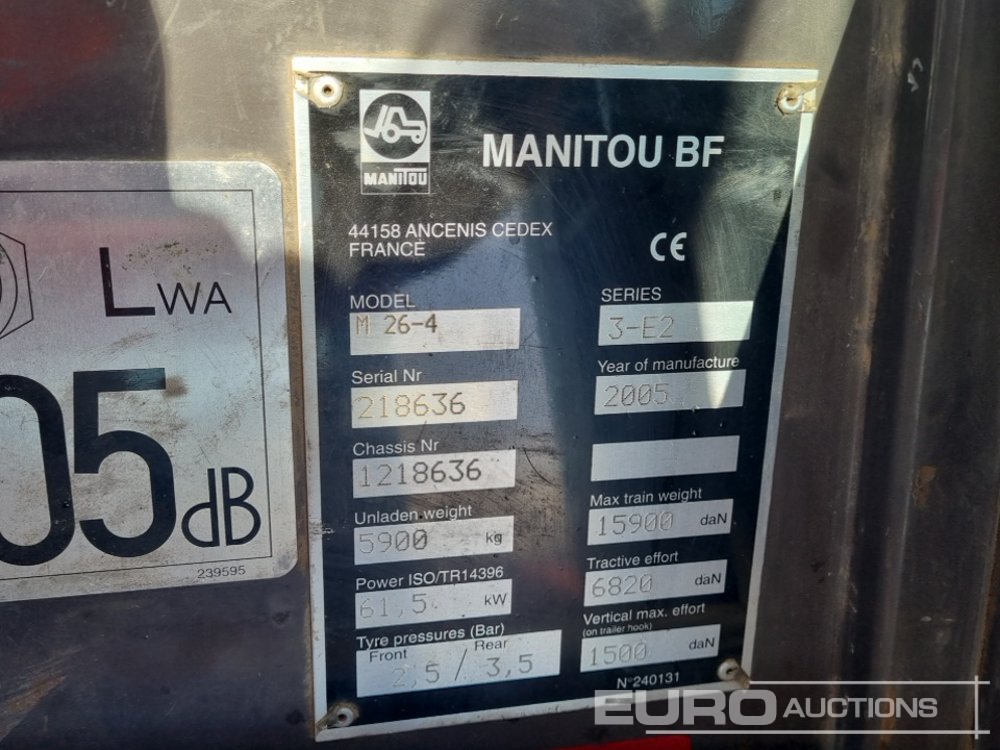 LWA
05
dB
239595
MANITOU
MANITOU BF
44158 ANCENIS CEDEX
FRANCE
CE
MODEL
M 26-4
SERIES
3-E2
Serial Nr
218636
Year of manufacture
2005
Chassis Nr
1218636
Unladen weight
5900 kg
Max train weight
15900 daN
Power ISO/TR14396
61,5 kW
Tractive effort
6820 daN
Tyre pressures (Bar)
Front Rear
2,5 / 3,5
Vertical max. effort
(on trailer hook)
1500 daN
N°240131
EURO AUCTIONS